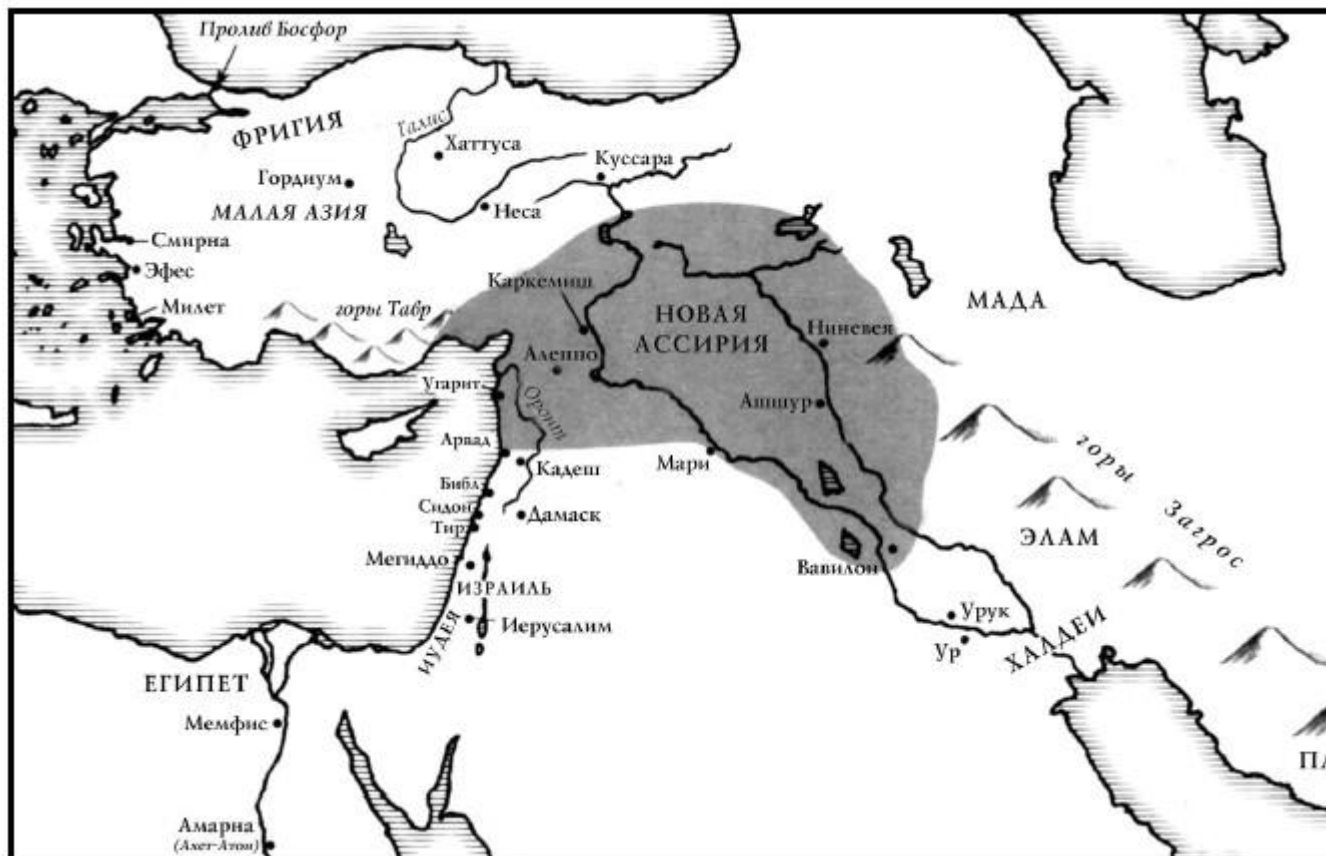 Пролив Босфор
ФРИГИЯ
Галис
Хаттуса
Куссара
Гордиум
МАЛАЯ АЗИЯ
Неса
Смирна
Эфес
Милет
горы Тавр
Каркемиш
НОВАЯ
АССИРИЯ
Ниневея
МАДА
Алеппо
Угарит
Оронт
Ашшур
Арвад
Кадеш
Мари
горы Загрос
Библ
Сидон
Дамаск
Тир
ЭЛАМ
Мегиддо
Вавилон
ИЗРАИЛЬ
ИУДЕЯ
Иерусалим
Урук
Ур
ХАЛДЕИ
ЕГИПЕТ
Мемфис
Амарна
(Ахет-Атон)